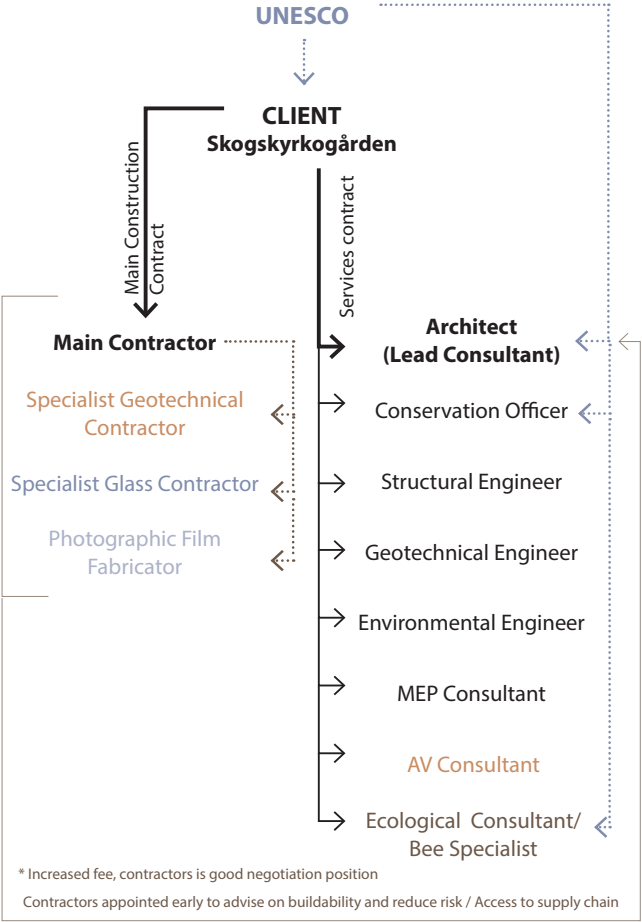 UNESCO
CLIENT
Skogskyrkogården
Main Construction
Contract
Services contract
Main Contractor
Specialist Geotechnical
Contractor
Specialist Glass Contractor
Photographic Film
Fabricator
Architect
(Lead Consultant)
Conservation Officer
Structural Engineer
Geotechnical Engineer
Environmental Engineer
MEP Consultant
AV Consultant
Ecological Consultant/
Bee Specialist
* Increased fee, contractors is good negotiation position
Contractors appointed early to advise on buildability and reduce risk / Access to supply chain